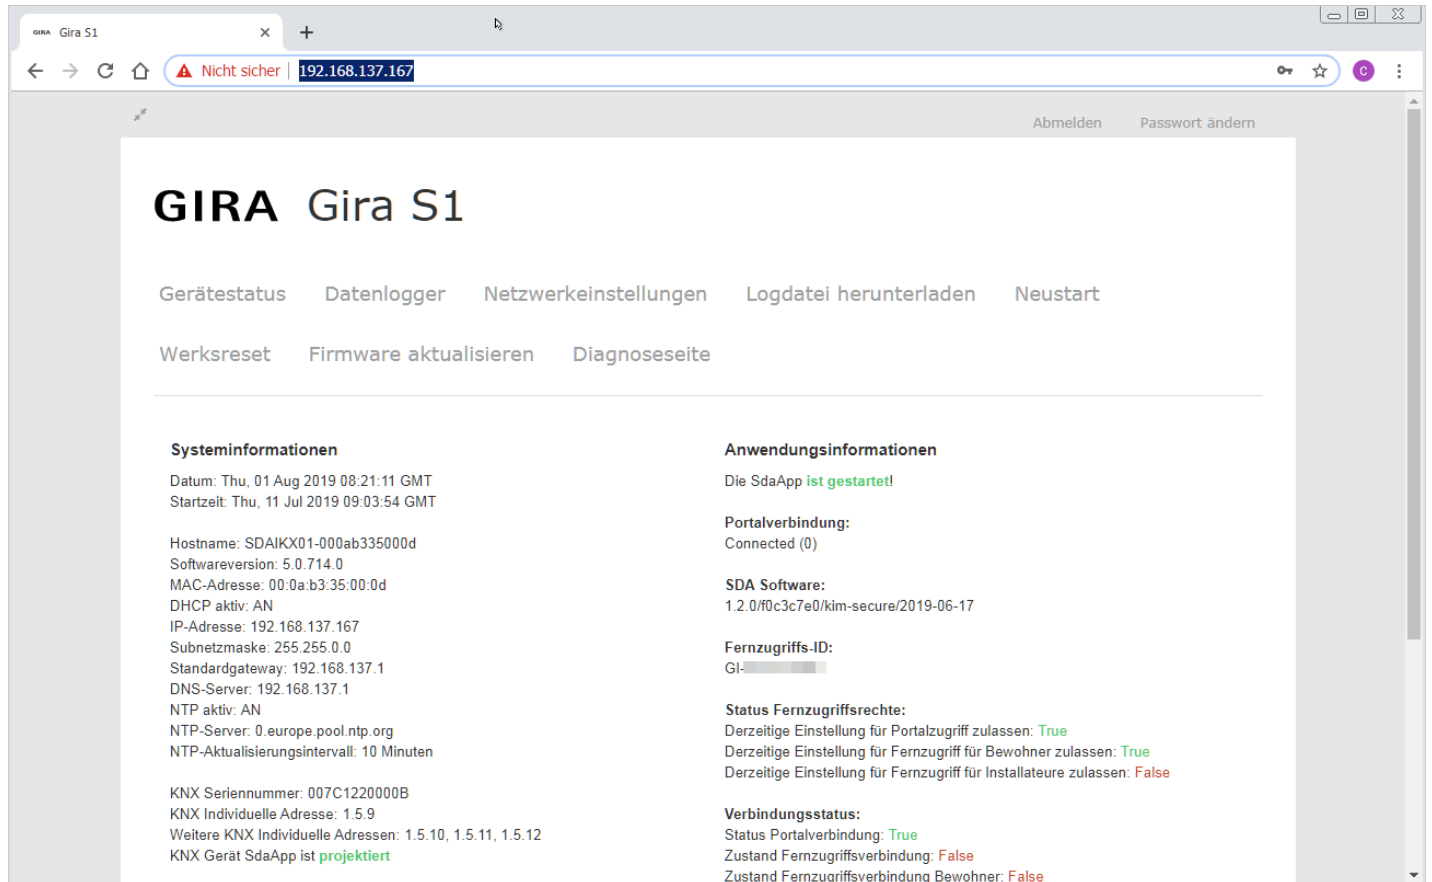 GIRA Gira S1
Nicht sicher 192.168.137.167
C
Abmelden Passwort ändern
GIRA Gira S1
Gerätestatus Datenlogger Netzwerkeinstellungen Logdatei herunterladen Neustart
Werksreset Firmware aktualisieren Diagnoseseite
Systeminformationen
Datum: Thu, 01 Aug 2019 08:21:11 GMT
Startzeit: Thu, 11 Jul 2019 09:03:54 GMT
Hostname: SDAIKX01-000ab335000d
Softwareversion: 5.0.714.0
MAC-Adresse: 00:0a:b3:35:00:0d
DHCP aktiv: AN
IP-Adresse: 192.168.137.167
Subnetzmaske: 255.255.0.0
Standardgateway: 192.168.137.1
DNS-Server: 192.168.137.1
NTP aktiv: AN
NTP-Server: 0.europe.pool.ntp.org
NTP-Aktualisierungsintervall: 10 Minuten
KNX Seriennummer: 007C1220000B
KNX Individuelle Adresse: 1.5.9
Weitere KNX Individuelle Adressen: 1.5.10, 1.5.11, 1.5.12
KNX Gerät SdaApp ist projektiert
Anwendungsinformationen
Die SdaApp ist gestartet!
Portalverbindung:
Connected (0)
SDA Software:
1.2.0/f0c3c7e0/kim-secure/2019-06-17
Fernzugriffs-ID:
GI-
Status Fernzugriffsrechte:
Derzeitige Einstellung für Portalzugriff zulassen: True
Derzeitige Einstellung für Fernzugriff für Bewohner zulassen: True
Derzeitige Einstellung für Fernzugriff für Installateure zulassen: False
Verbindungsstatus:
Status Portalverbindung: True
Zustand Fernzugriffsverbindung: False
Zustand Fernzugriffsverbindung Bewohner: False